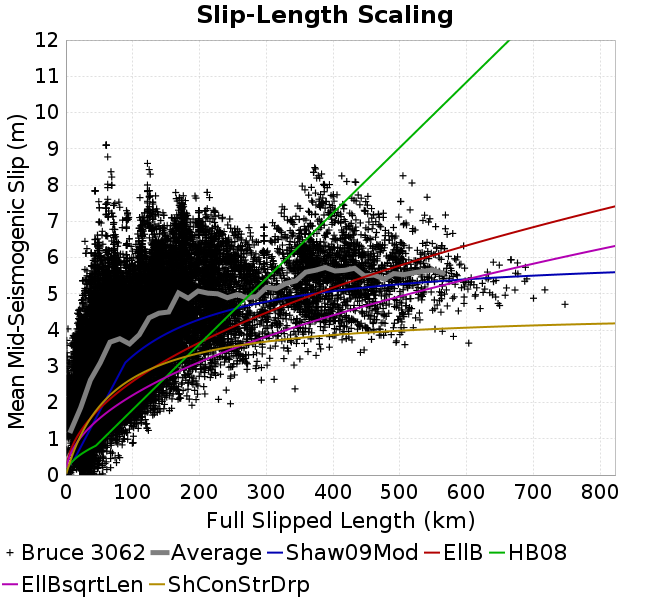 Slip-Length Scaling
12
11
10
9
8
7
6
5
4
3
2
1
0
Mean Mid-Seismogenic Slip (m)
0 100 200 300 400 500 600 700 800
Full Slipped Length (km)
Bruce 3062 Average Shaw09Mod EllB HB08
EllBsqrtLen ShConStrDrp